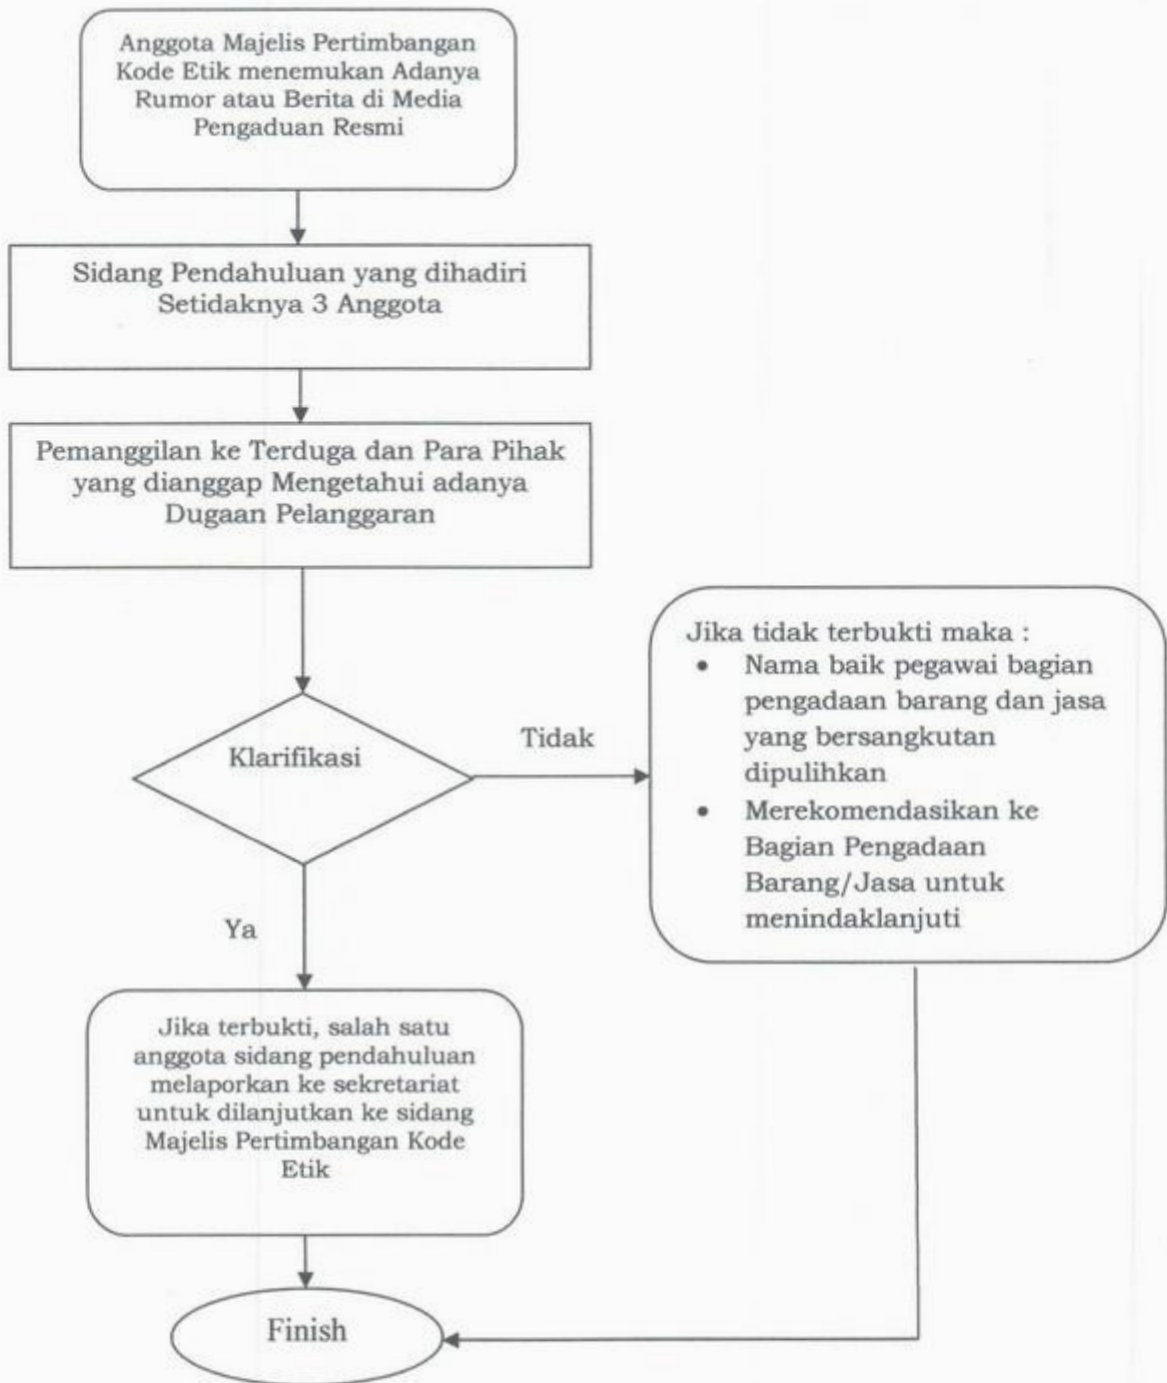 Anggota Majelis Pertimbangan
Kode Etik menemukan Adanya
Rumor atau Berita di Media
Pengaduan Resmi
Sidang Pendahuluan yang dihadiri
Setidaknya 3 Anggota
Pemanggilan ke Terduga dan Para Pihak
yang dianggap Mengetahui adanya
Dugaan Pelanggaran
Klarifikasi
Tidak
Jika tidak terbukti maka :
• Nama baik pegawai bagian
pengadaan barang dan jasa
yang bersangkutan
dipulihkan
• Merekomendasikan ke
Bagian Pengadaan
Barang/Jasa untuk
menindaklanjuti
Ya
Jika terbukti, salah satu
anggota sidang pendahuluan
melaporkan ke sekretariat
untuk dilanjutkan ke sidang
Majelis Pertimbangan Kode
Etik
Finish